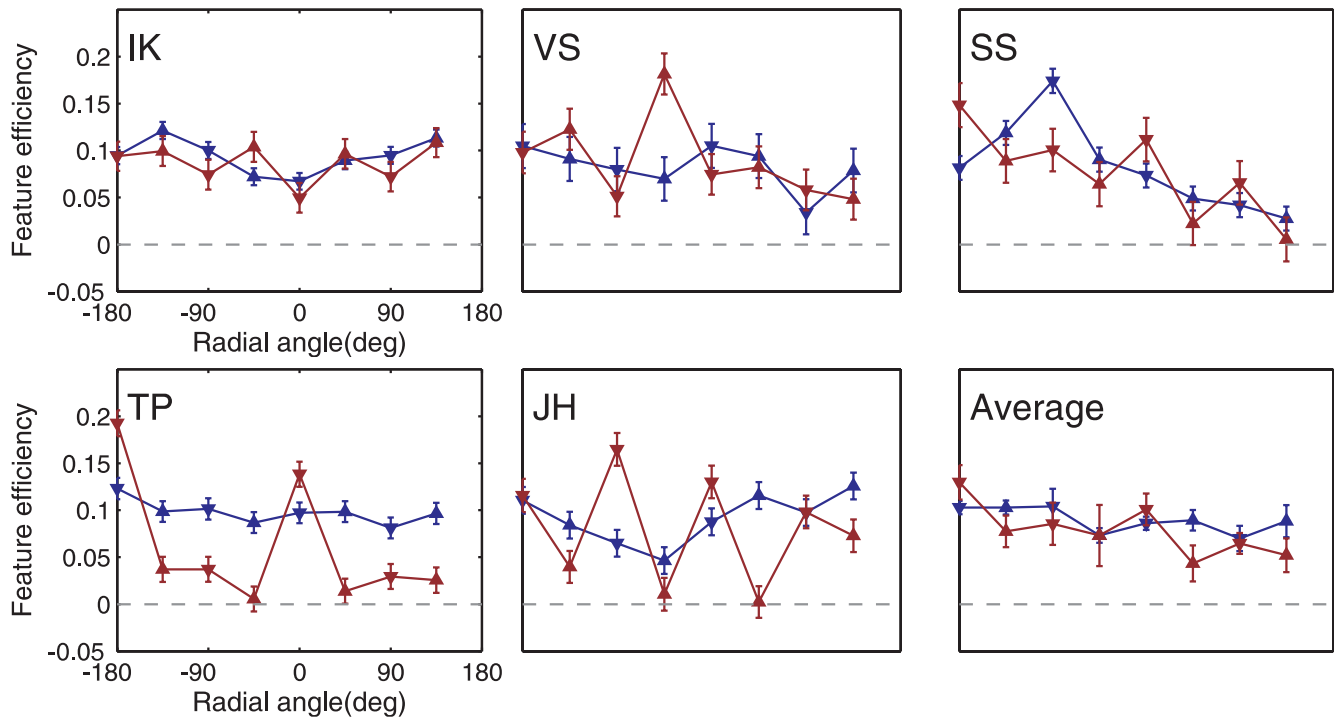 IK
VS
SS
0.2
0.15
0.1
0.05
0
-0.05
Feature efficiency
-180 -90 0 90 180
Radial angle(deg)
TP
JH
Average
0.2
0.15
0.1
0.05
0
-0.05
Feature efficiency
-180 -90 0 90 180
Radial angle(deg)